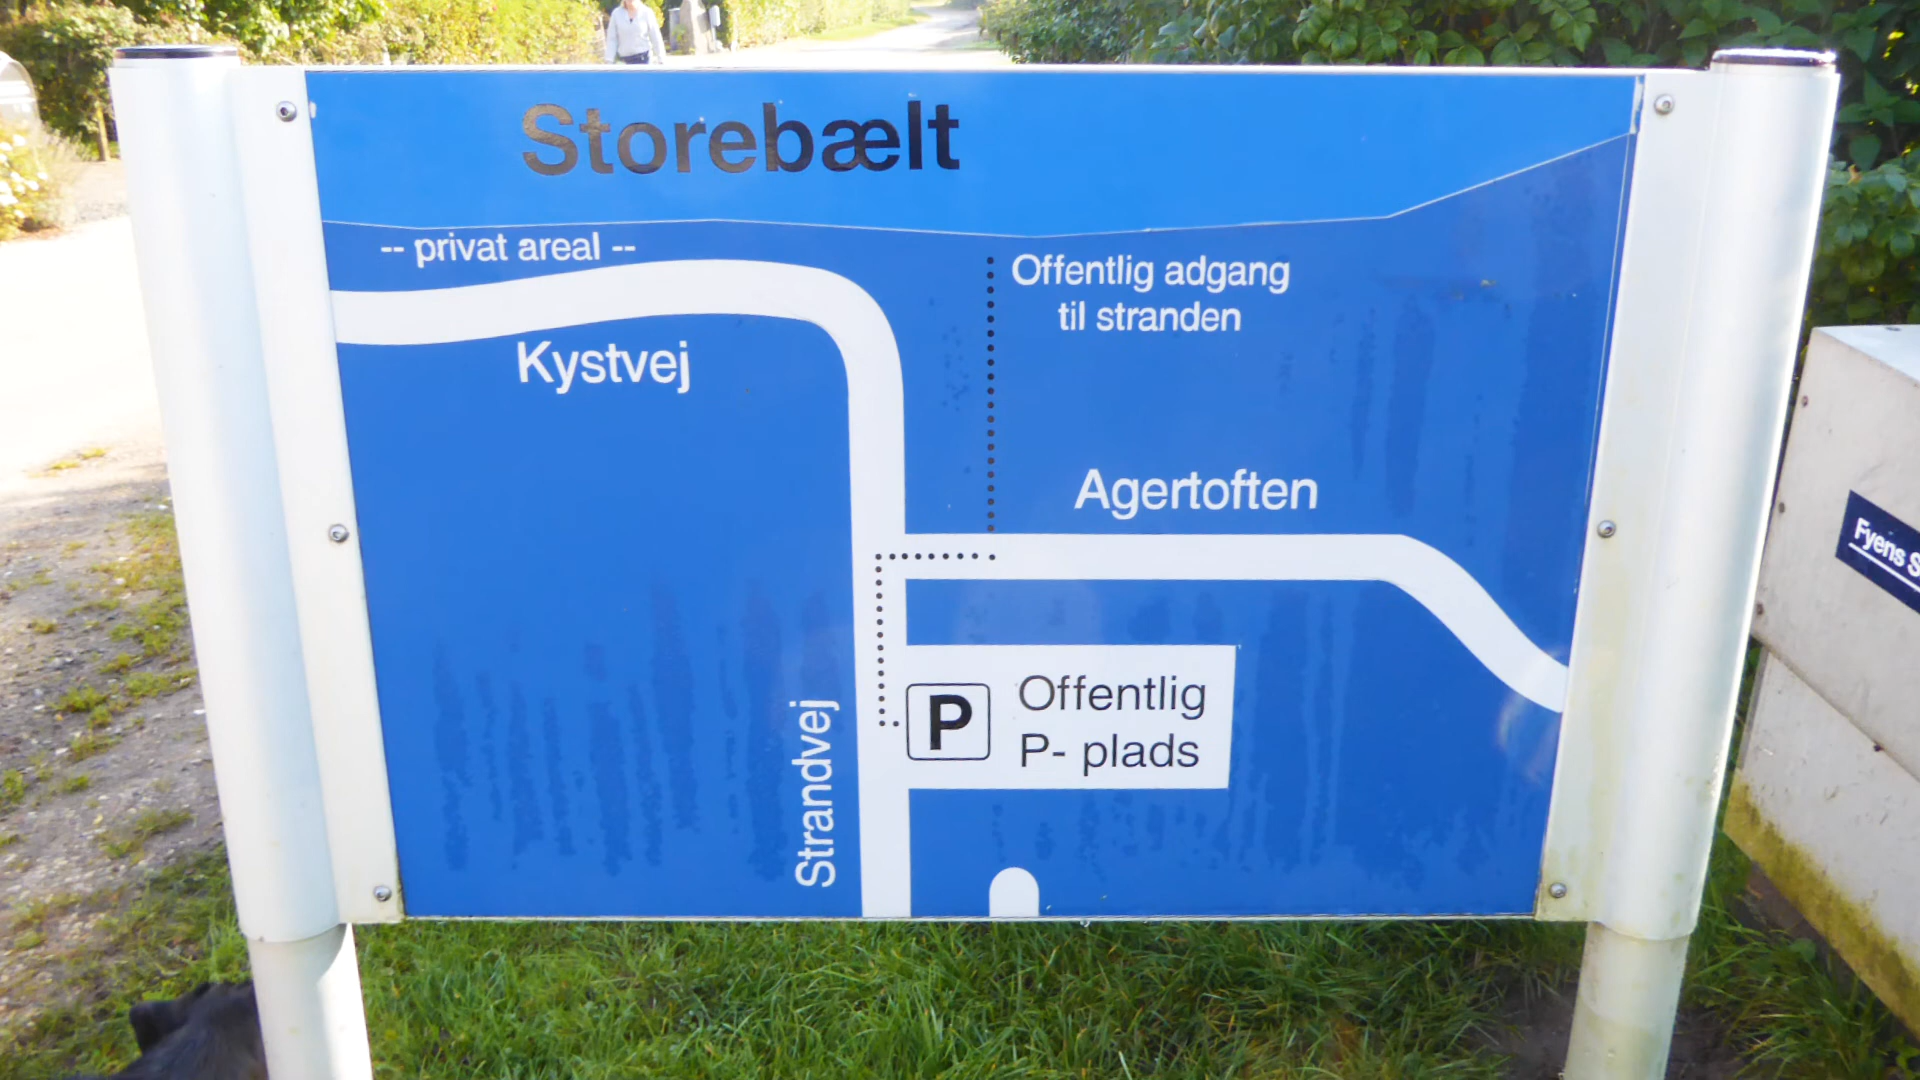 Storebælt
-- privat areal --
Offentlig adgang
til stranden
Kystvej
Agertoften
Strandvej
P
Offentlig
P- plads
Fyens